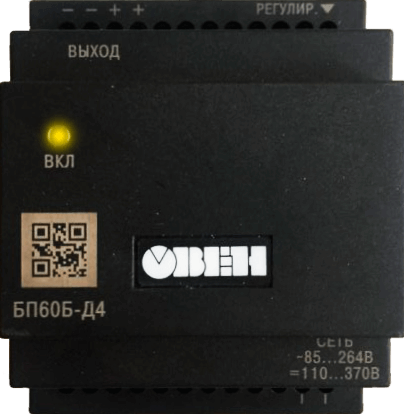 − − + + РЕГУЛИР.▼
ВЫХОД
ВКЛ
ОВЕН
БП60Б-Д4
СЕТЬ
~85...264В
=110...370В